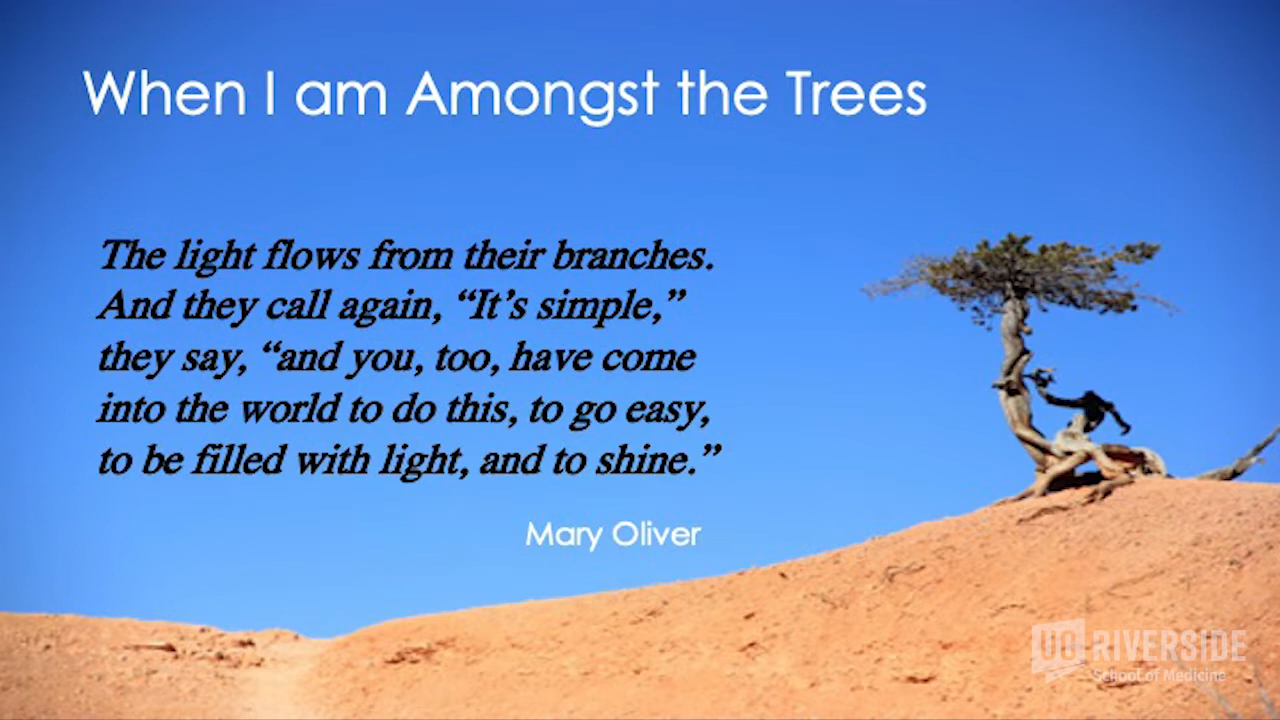 When I am Amongst the Trees
The light flows from their branches.
And they call again, “It’s simple,”
they say, “and you, too, have come
into the world to do this, to go easy,
to be filled with light, and to shine.”
Mary Oliver
UC RIVERSIDE
School of Medicine